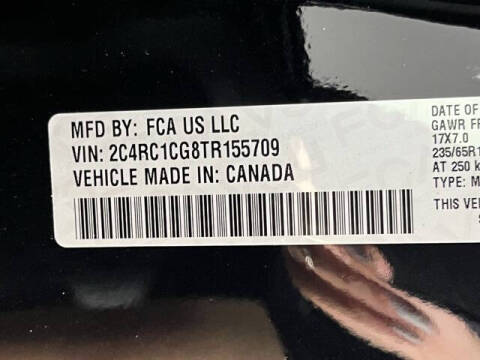 MFD BY: FCA US LLC
VIN: 2C4RC1CG8TR155709
VEHICLE MADE IN: CANADA
DATE OF
GAWR FR
17X7.0
235/65R1
AT 250 k
TYPE: M
THIS VE